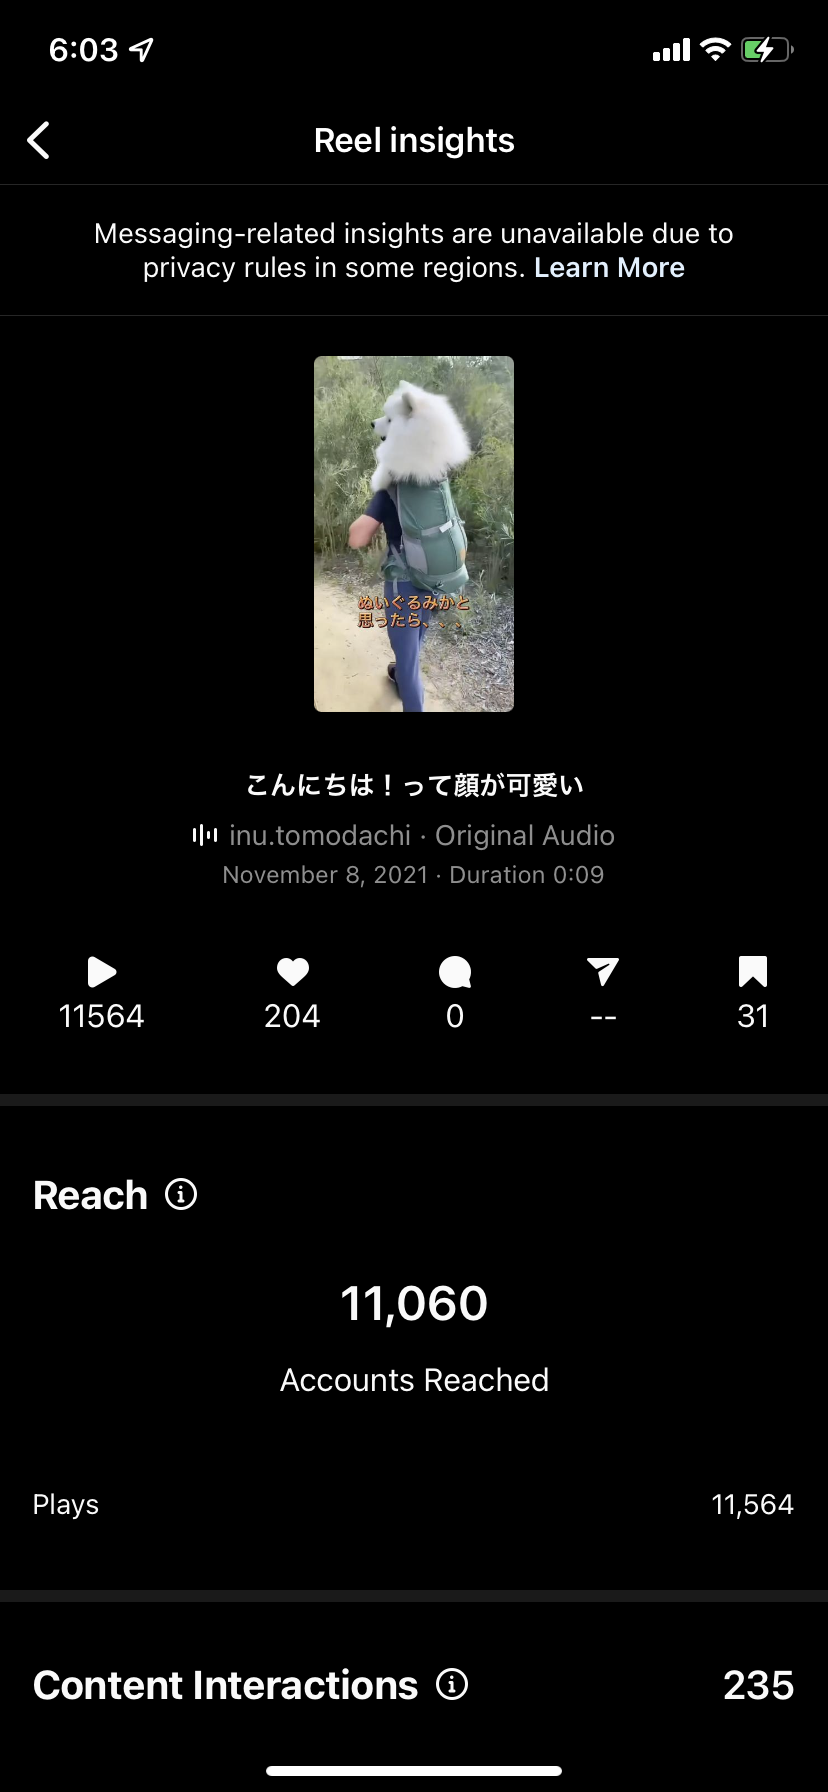 6:03
Reel insights
Messaging-related insights are unavailable due to
privacy rules in some regions. Learn More
ぬいぐるみかと
思ったら、、、
こんにちは！って顔が可愛い
inu.tomodachi · Original Audio
November 8, 2021 · Duration 0:09
11564 204 0 -- 31
Reach
11,060
Accounts Reached
Plays 11,564
Content Interactions 235